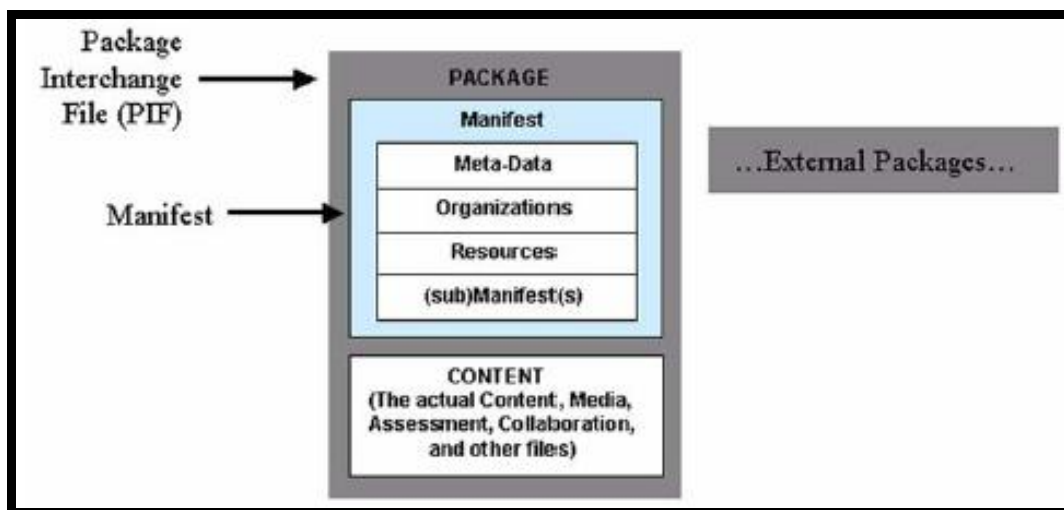 Package
Interchange
File (PIF)
Manifest
PACKAGE
Manifest
Meta-Data
Organizations
Resources
(sub)Manifest(s)
CONTENT
(The actual Content, Media,
Assessment, Collaboration,
and other files)
...External Packages...